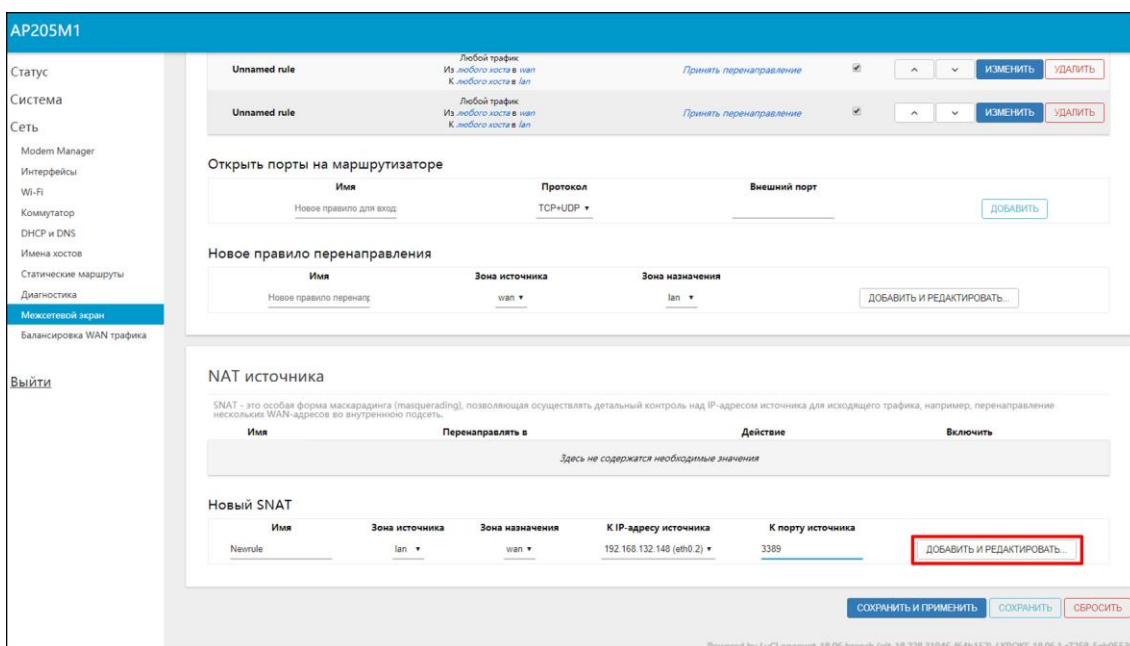 AP205M1
Статус
Система
Сеть
Modem Manager
Интерфейсы
Wi-Fi
Коммутатор
DHCP и DNS
Имена хостов
Статические маршруты
Диагностика
Межсетевой экран
Балансировка WAN трафика
Выйти
Unnamed rule
Любой трафик
Из любого хоста в wan
К любого хоста в lan
Принять перенаправление
ИЗМЕНИТЬ
УДАЛИТЬ
Unnamed rule
Любой трафик
Из любого хоста в wan
К любого хоста в lan
Принять перенаправление
ИЗМЕНИТЬ
УДАЛИТЬ
Открыть порты на маршрутизаторе
Имя Протокол Внешний порт
Новое правило для вход TCP+UDP ДОБАВИТЬ
Новое правило перенаправления
Имя Зона источника Зона назначения
Новое правило перенапр wan lan ДОБАВИТЬ И РЕДАКТИРОВАТЬ...
NAT источника
SNAT - это особая форма маскарадинга (masquerading), позволяющая осуществлять детальный контроль над IP-адресом источника для исходящего трафика, например, перенаправление
нескольких WAN-адресов во внутреннюю подсеть.
Имя Перенаправлять в Действие Включить
Здесь не содержатся необходимые значения
Новый SNAT
Имя Зона источника Зона назначения К IP-адресу источника К порту источника
Newrule lan wan 192.168.132.148 (eth0.2) 3389 ДОБАВИТЬ И РЕДАКТИРОВАТЬ...
СОХРАНИТЬ И ПРИМЕНИТЬ СОХРАНИТЬ СБРОСИТЬ